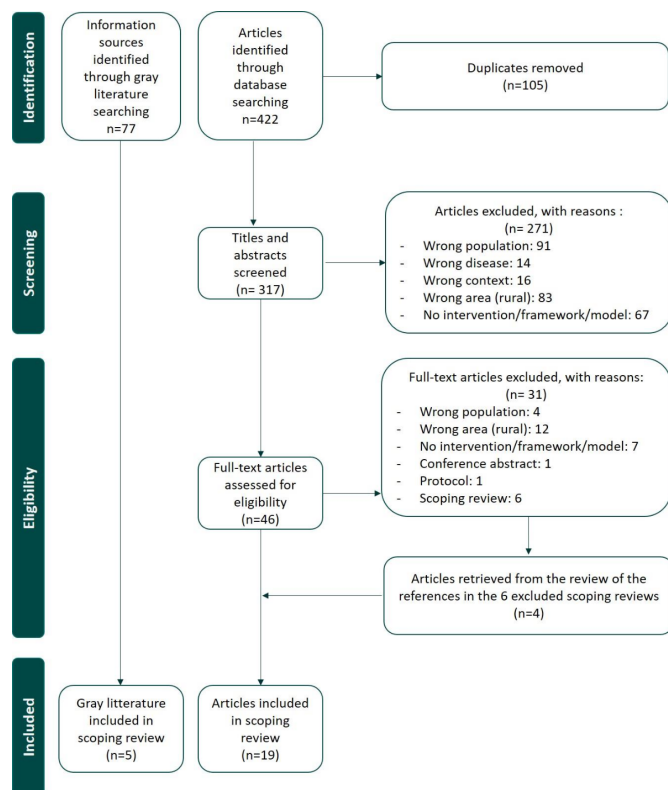 Identification
Information
sources
identified
through gray
literature
searching
n=77
Articles
identified
through
database
searching
n=422
Duplicates removed
(n=105)
Screening
Titles and
abstracts
screened
(n= 317)
Articles excluded, with reasons :
(n= 271)
- Wrong population: 91
- Wrong disease: 14
- Wrong context: 16
- Wrong area (rural): 83
- No intervention/framework/model: 67
Eligibility
Full-text articles
assessed for
eligibility
(n=46)
Full-text articles excluded, with reasons:
(n= 31)
- Wrong population: 4
- Wrong area (rural): 12
- No intervention/framework/model: 7
- Conference abstract: 1
- Protocol: 1
- Scoping review: 6
Articles retrieved from the review of the
references in the 6 excluded scoping reviews
(n=4)
Included
Gray litterature
included in
scoping review
(n=5)
Articles included
in scoping
review
(n=19)